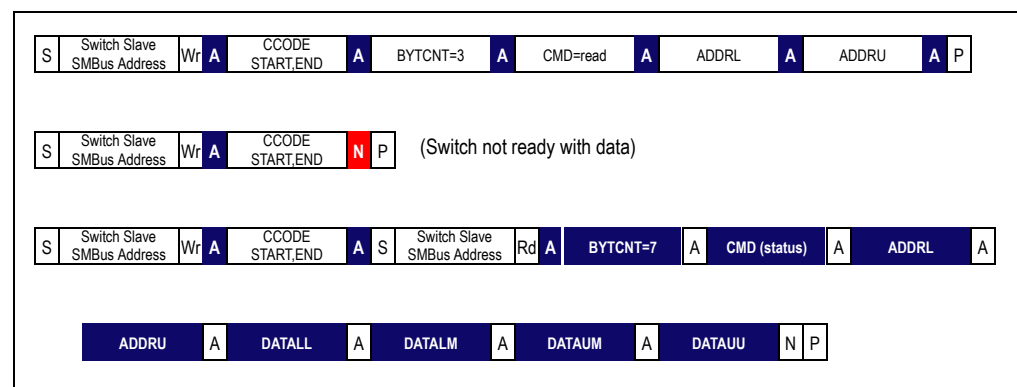 S Switch Slave SMBus Address Wr A CCODE START,END A BYTCNT=3 A CMD=read A ADDRL A ADDRU A P
S Switch Slave SMBus Address Wr A CCODE START,END N P (Switch not ready with data)
S Switch Slave SMBus Address Wr A CCODE START,END A S Switch Slave SMBus Address Rd A BYTCNT=7 A CMD (status) A ADDRL A
ADDRU A DATALL A DATALM A DATAUM A DATAUU N P